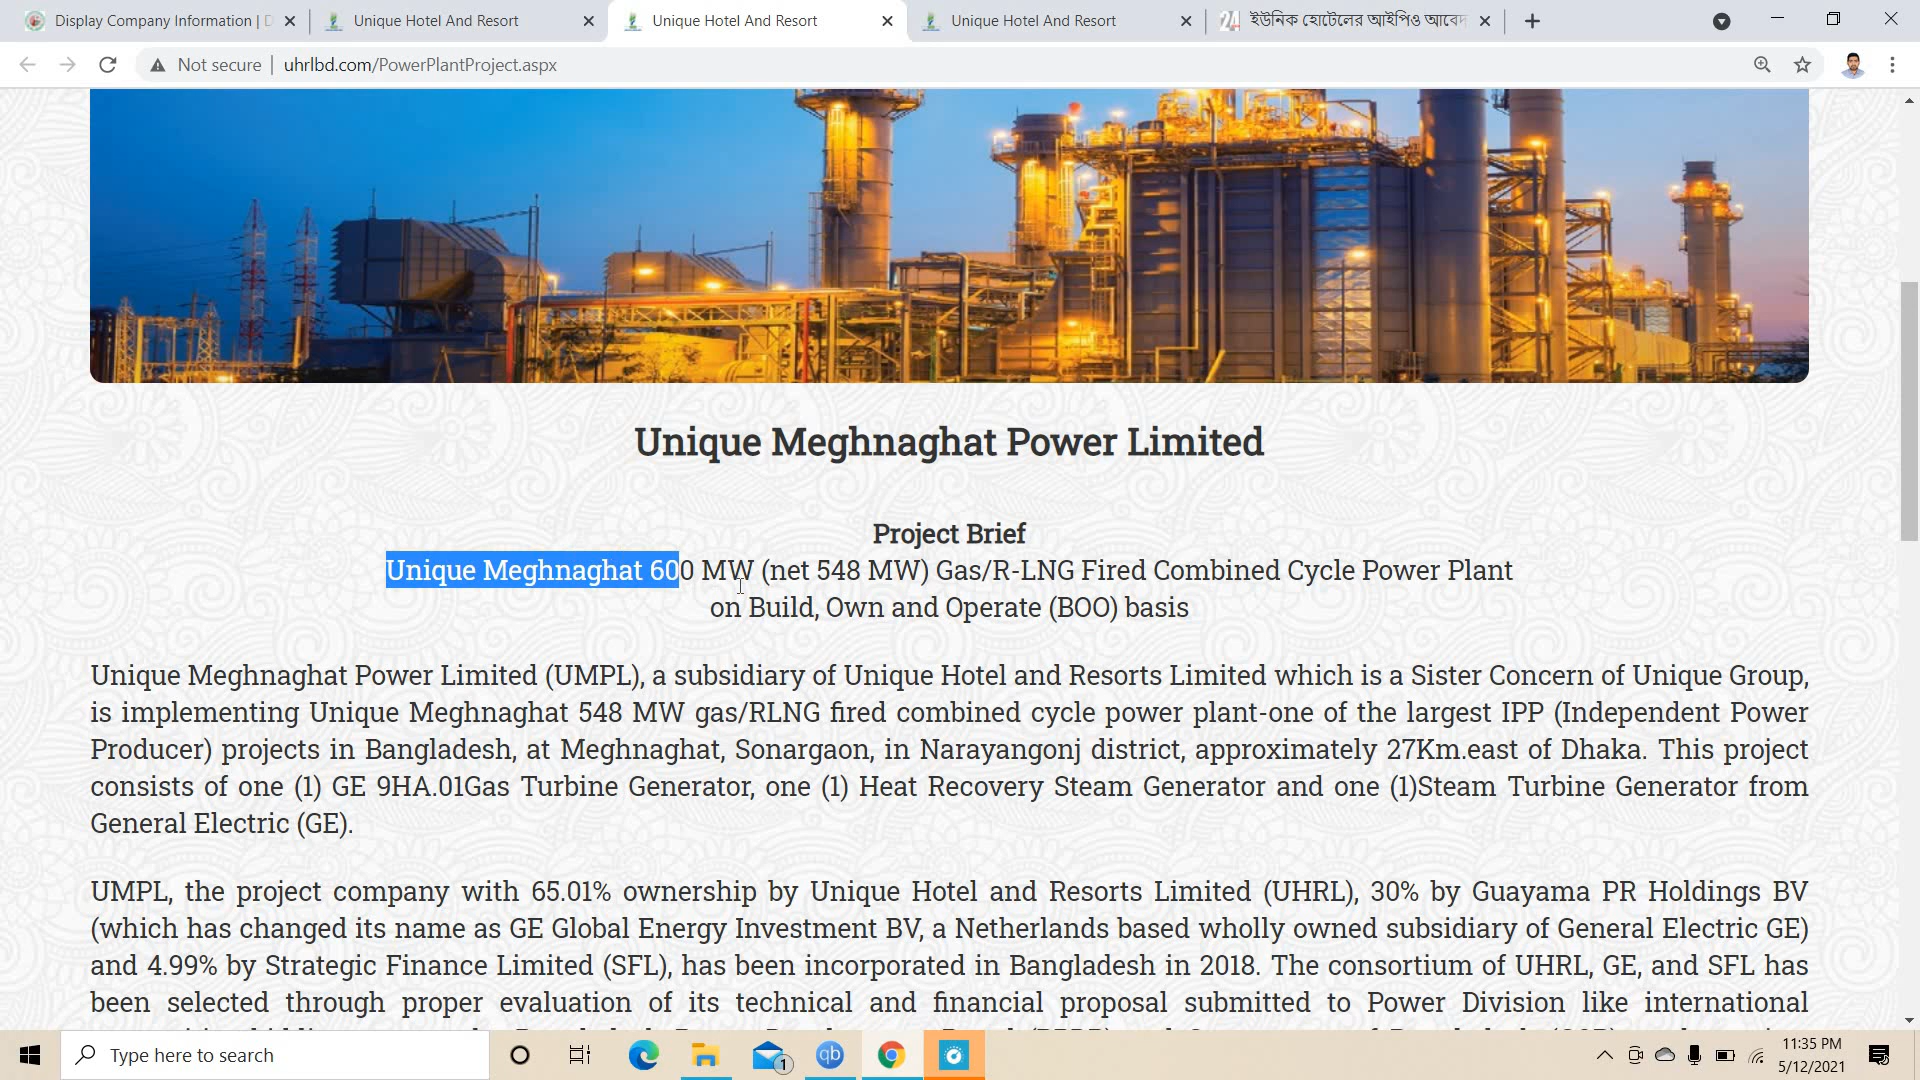 Display Company Information | D
Unique Hotel And Resort
Unique Hotel And Resort
Unique Hotel And Resort
ইউনিক হোটেলের আইপিও আবেদ
Not secure | uhrlbd.com/PowerPlantProject.aspx
Unique Meghnaghat Power Limited
Project Brief
Unique Meghnaghat 600 MW (net 548 MW) Gas/R-LNG Fired Combined Cycle Power Plant
on Build, Own and Operate (BOO) basis
Unique Meghnaghat Power Limited (UMPL), a subsidiary of Unique Hotel and Resorts Limited which is a Sister Concern of Unique Group,
is implementing Unique Meghnaghat 548 MW gas/RLNG fired combined cycle power plant-one of the largest IPP (Independent Power
Producer) projects in Bangladesh, at Meghnaghat, Sonargaon, in Narayangonj district, approximately 27Km.east of Dhaka. This project
consists of one (1) GE 9HA.01Gas Turbine Generator, one (1) Heat Recovery Steam Generator and one (1)Steam Turbine Generator from
General Electric (GE).
UMPL, the project company with 65.01% ownership by Unique Hotel and Resorts Limited (UHRL), 30% by Guayama PR Holdings BV
(which has changed its name as GE Global Energy Investment BV, a Netherlands based wholly owned subsidiary of General Electric GE)
and 4.99% by Strategic Finance Limited (SFL), has been incorporated in Bangladesh in 2018. The consortium of UHRL, GE, and SFL has
been selected through proper evaluation of its technical and financial proposal submitted to Power Division like international
Type here to search
1
qb
11:35 PM
5/12/2021